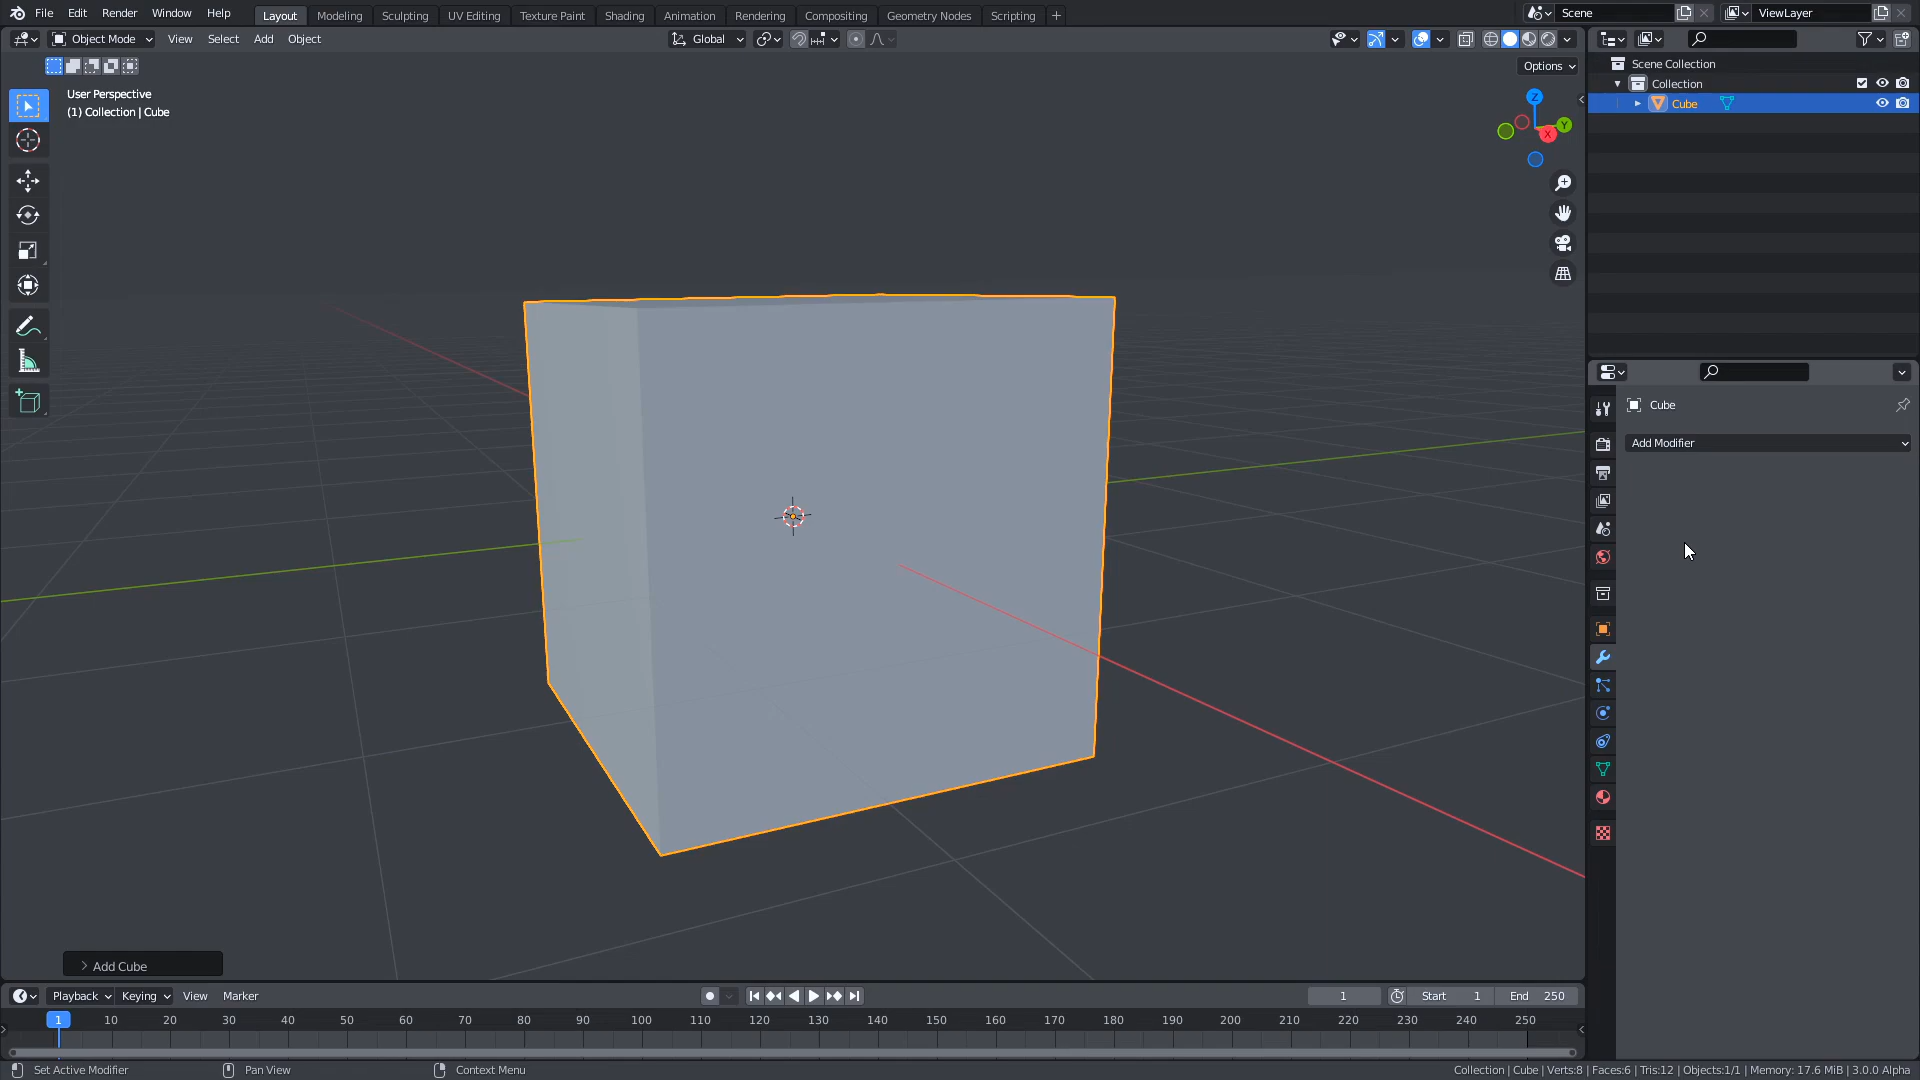 File Edit Render Window Help Layout Modeling Sculpting UV Editing Texture Paint Shading Animation Rendering Compositing Geometry Nodes Scripting + Scene ViewLayer
Object Mode View Select Add Object Global
Options
User Perspective
(1) Collection | Cube
Z
Y
X
Scene Collection
Collection
Cube
Cube
Add Modifier
> Add Cube
Playback Keying View Marker 1 Start 1 End 250
1 10 20 30 40 50 60 70 80 90 100 110 120 130 140 150 160 170 180 190 200 210 220 230 240 250
Set Active Modifier Pan View Context Menu Collection | Cube | Verts:8 | Faces:6 | Tris:12 | Objects:1/1 | Memory: 17.6 MiB | 3.0.0 Alpha